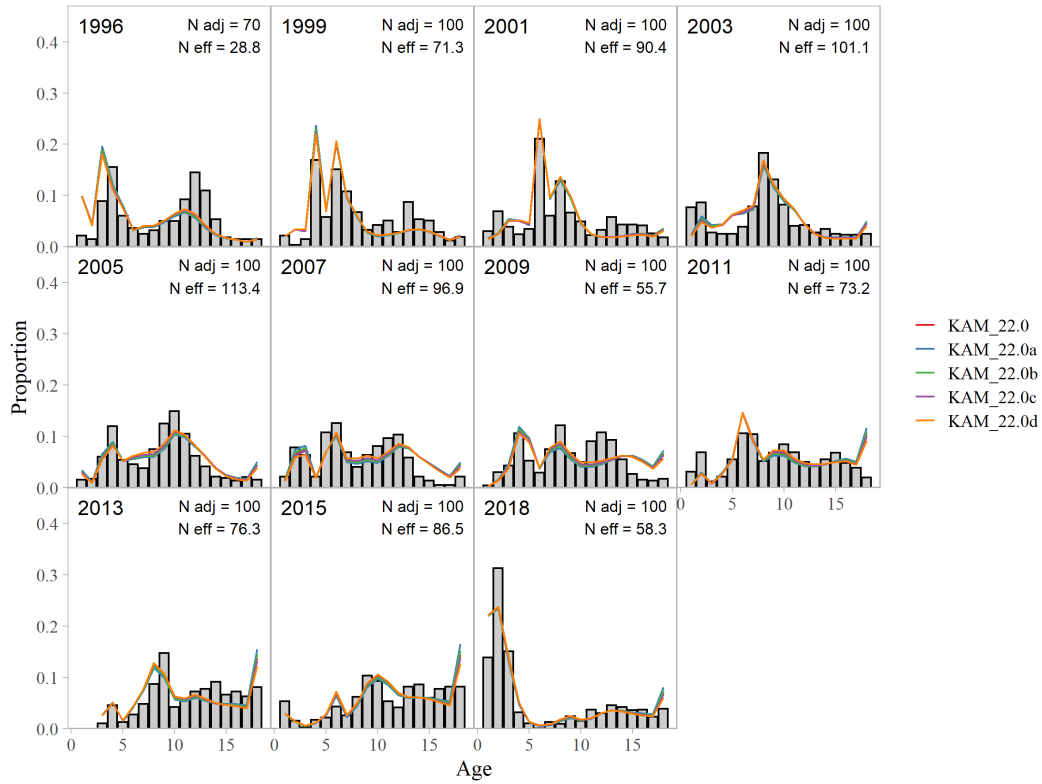 1996
N adj = 70
N eff = 28.8
1999
N adj = 100
N eff = 71.3
2001
N adj = 100
N eff = 90.4
2003
N adj = 100
N eff = 101.1
0.4
0.3
0.2
0.1
0.0
2005
N adj = 100
N eff = 113.4
2007
N adj = 100
N eff = 96.9
2009
N adj = 100
N eff = 55.7
2011
N adj = 100
N eff = 73.2
0.4
0.3
0.2
0.1
0.0
2013
N adj = 100
N eff = 76.3
2015
N adj = 100
N eff = 86.5
2018
N adj = 100
N eff = 58.3
0.4
0.3
0.2
0.1
0.0
0 5 10 15
0 5 10 15
0 5 10 15
0 5 10 15
Proportion
Age
KAM_22.0
KAM_22.0a
KAM_22.0b
KAM_22.0c
KAM_22.0d